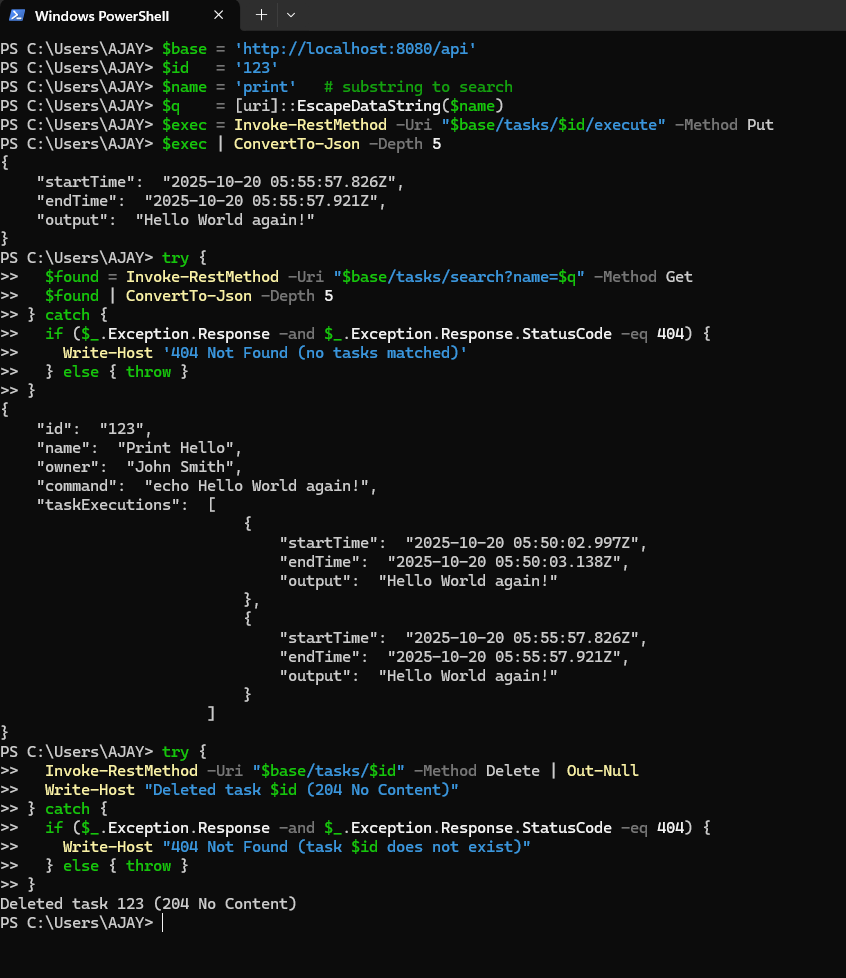 Windows PowerShell
PS C:\Users\AJAY> $base = 'http://localhost:8080/api'
PS C:\Users\AJAY> $id   = '123'
PS C:\Users\AJAY> $name = 'print'   # substring to search
PS C:\Users\AJAY> $q    = [uri]::EscapeDataString($name)
PS C:\Users\AJAY> $exec = Invoke-RestMethod -Uri "$base/tasks/$id/execute" -Method Put
PS C:\Users\AJAY> $exec | ConvertTo-Json -Depth 5
{
    "startTime":  "2025-10-20 05:55:57.826Z",
    "endTime":  "2025-10-20 05:55:57.921Z",
    "output":  "Hello World again!"
}
PS C:\Users\AJAY> try {
>>   $found = Invoke-RestMethod -Uri "$base/tasks/search?name=$q" -Method Get
>>   $found | ConvertTo-Json -Depth 5
>> } catch {
>>   if ($_.Exception.Response -and $_.Exception.Response.StatusCode -eq 404) {
>>     Write-Host '404 Not Found (no tasks matched)'
>>   } else { throw }
>> }
{
    "id":  "123",
    "name":  "Print Hello",
    "owner":  "John Smith",
    "command":  "echo Hello World again!",
    "taskExecutions":  [
                           {
                               "startTime":  "2025-10-20 05:50:02.997Z",
                               "endTime":  "2025-10-20 05:50:03.138Z",
                               "output":  "Hello World again!"
                           },
                           {
                               "startTime":  "2025-10-20 05:55:57.826Z",
                               "endTime":  "2025-10-20 05:55:57.921Z",
                               "output":  "Hello World again!"
                           }
                       ]
}
PS C:\Users\AJAY> try {
>>   Invoke-RestMethod -Uri "$base/tasks/$id" -Method Delete | Out-Null
>>   Write-Host "Deleted task $id (204 No Content)"
>> } catch {
>>   if ($_.Exception.Response -and $_.Exception.Response.StatusCode -eq 404) {
>>     Write-Host "404 Not Found (task $id does not exist)"
>>   } else { throw }
>> }
Deleted task 123 (204 No Content)
PS C:\Users\AJAY>